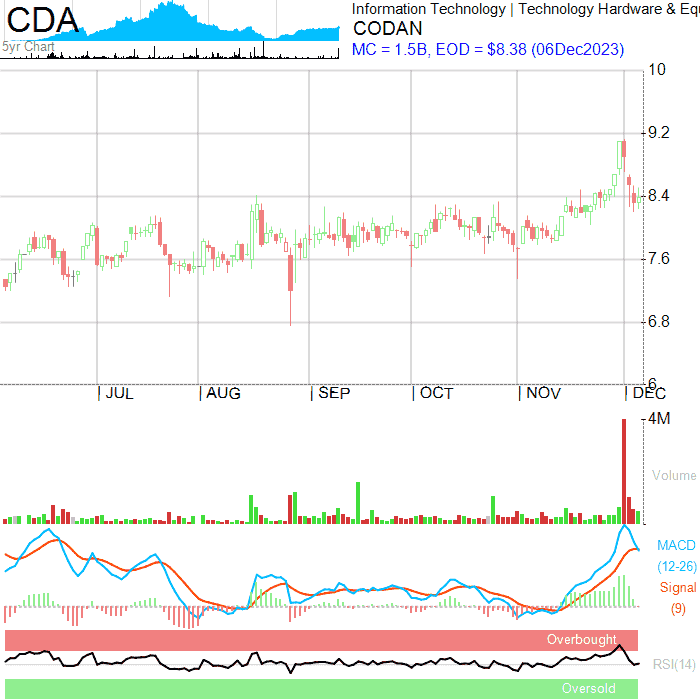 CDA
5yr Chart
Information Technology | Technology Hardware & Equ
CODAN
MC = 1.5B, EOD = $8.38 (06Dec2023)
10
9.2
8.4
7.6
6.8
6
| JUL | AUG | SEP | OCT | NOV | DEC
4M
Volume
MACD
(12-26)
Signal
(9)
Overbought
RSI(14)
Oversold